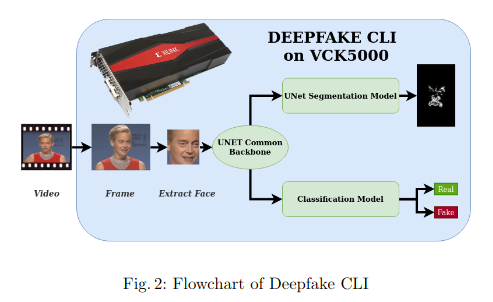 DEEPFAKE CLI
on VCK5000
XILINX
UNet Segmentation Model
UNET Common
Backbone
Real
Classification Model
Fake
Video
Frame
Extract Face
Fig. 2: Flowchart of Deepfake CLI